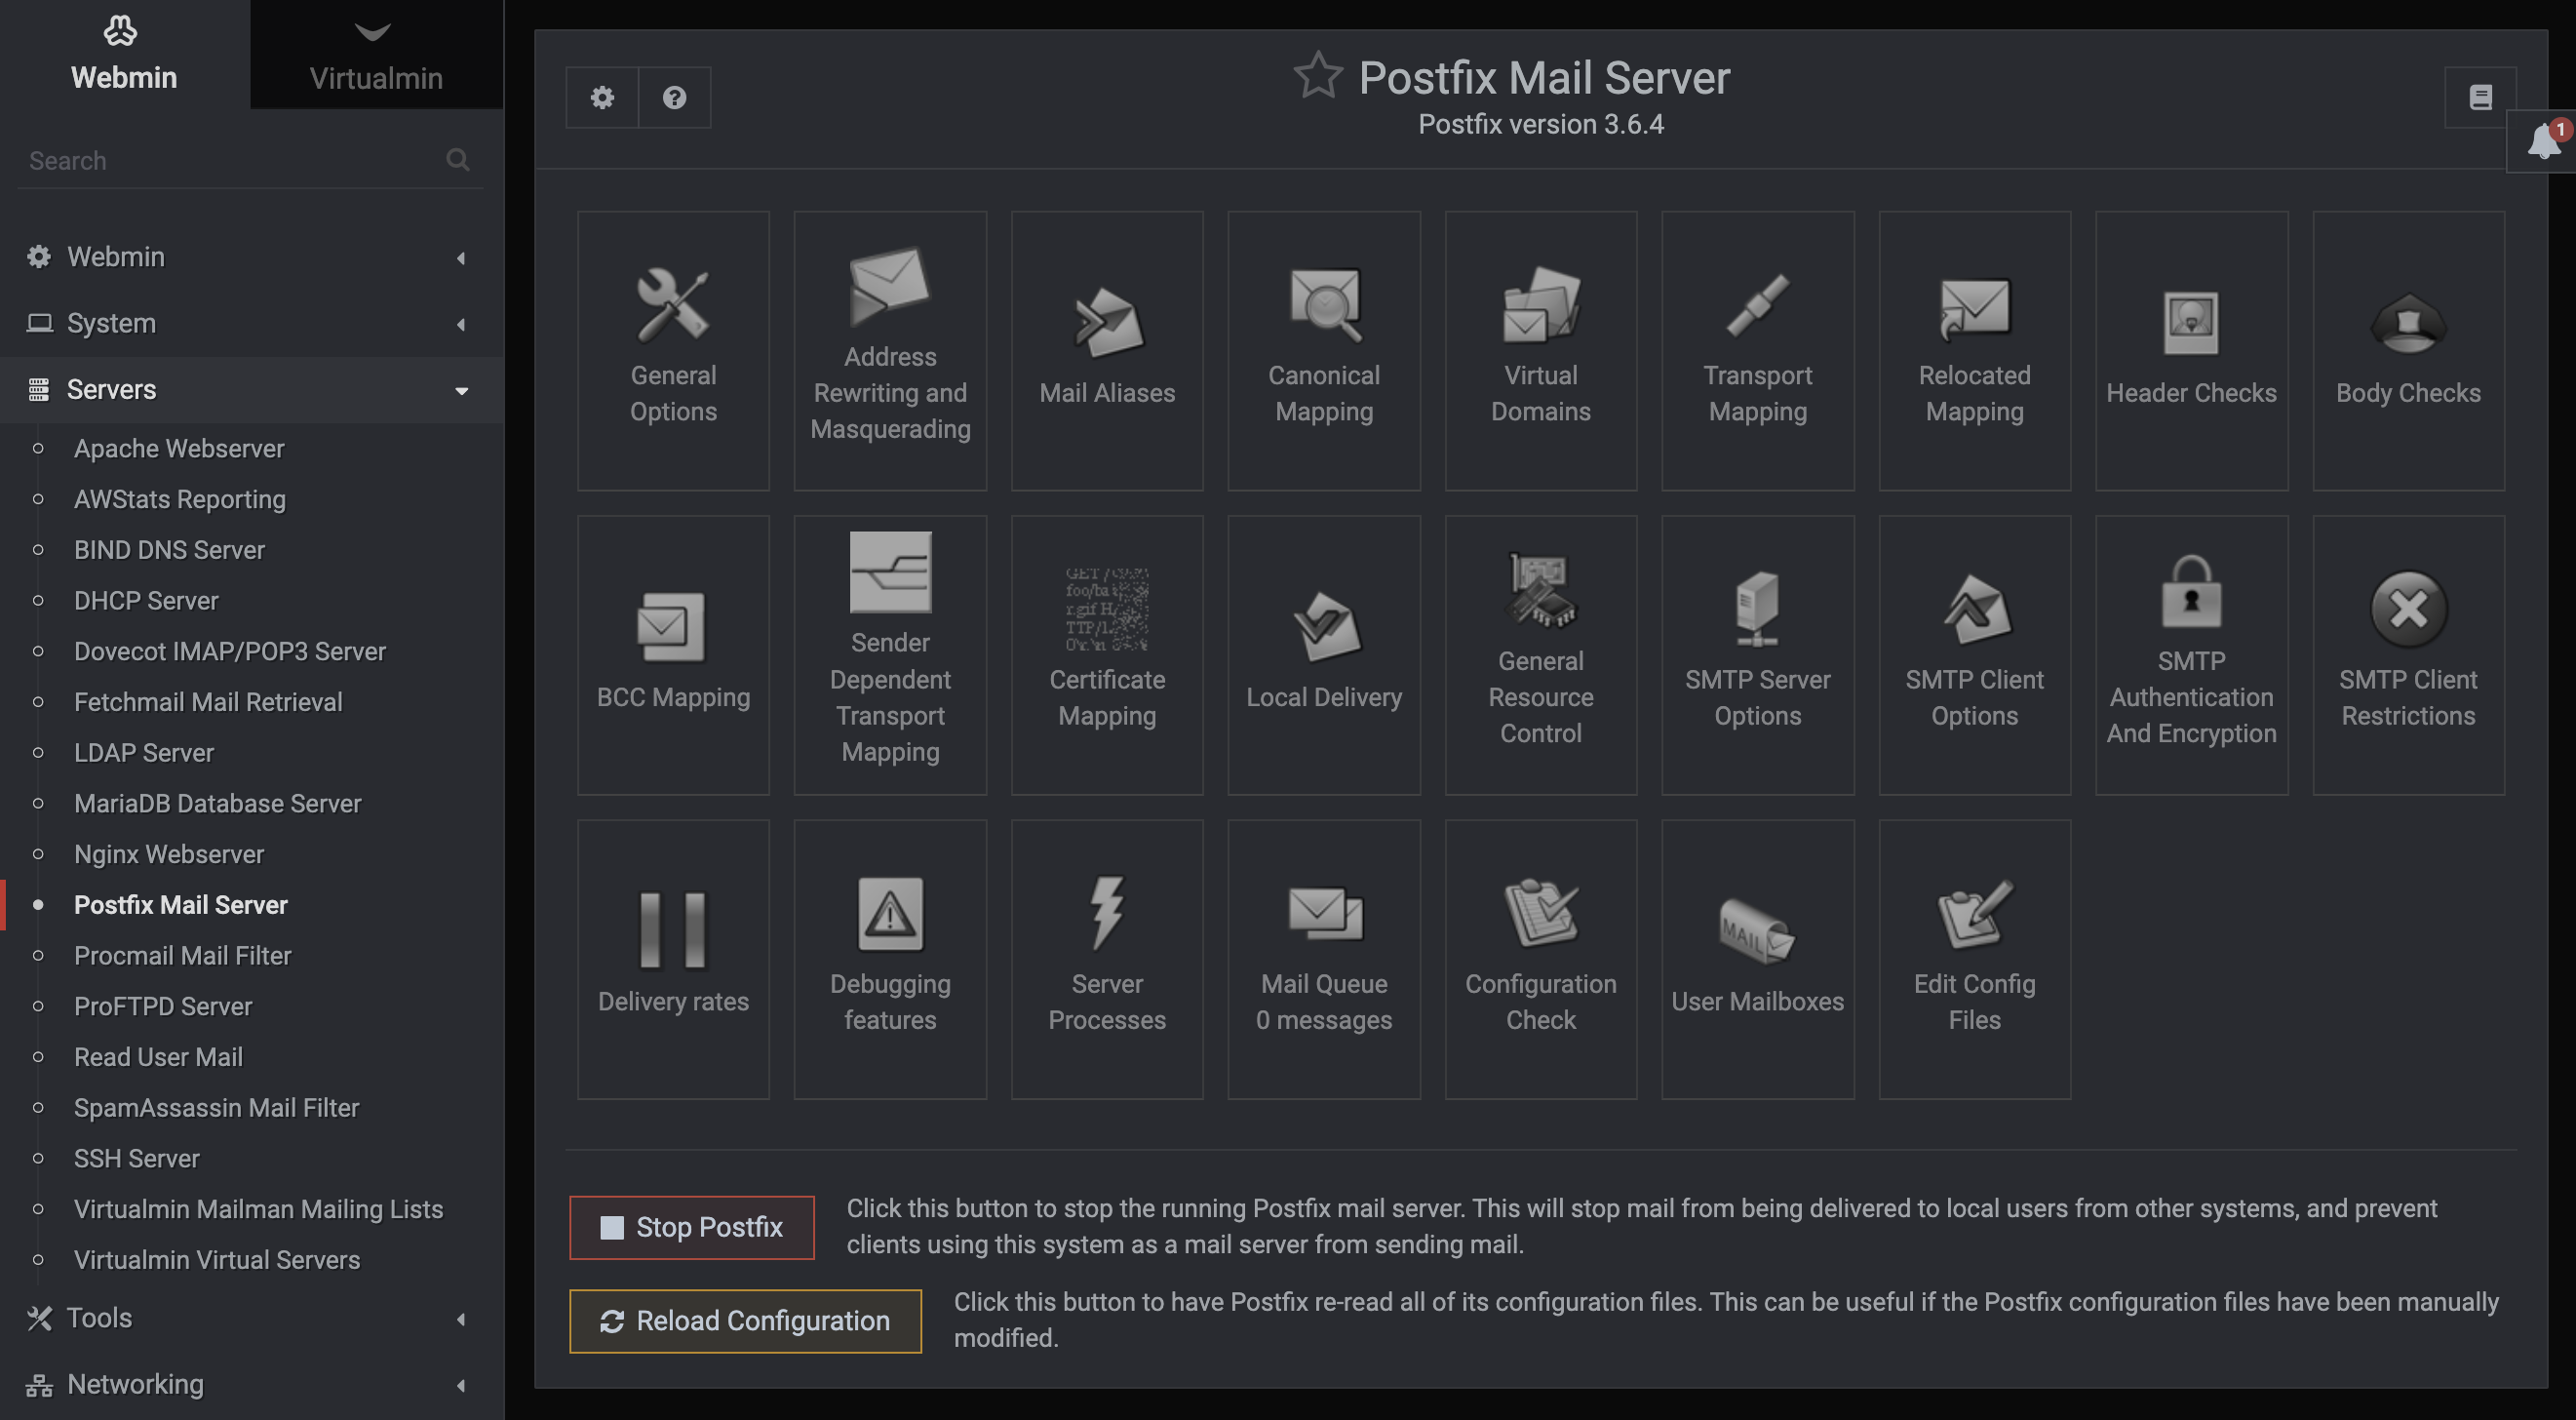 Webmin
Virtualmin
Search
Webmin
System
Servers
Apache Webserver
AWStats Reporting
BIND DNS Server
DHCP Server
Dovecot IMAP/POP3 Server
Fetchmail Mail Retrieval
LDAP Server
MariaDB Database Server
Nginx Webserver
Postfix Mail Server
Procmail Mail Filter
ProFTPD Server
Read User Mail
SpamAssassin Mail Filter
SSH Server
Virtualmin Mailman Mailing Lists
Virtualmin Virtual Servers
Tools
Networking
Postfix Mail Server
Postfix version 3.6.4
1
General
Options
Address
Rewriting and
Masquerading
Mail Aliases
Canonical
Mapping
Virtual
Domains
Transport
Mapping
Relocated
Mapping
Header Checks
Body Checks
BCC Mapping
Sender
Dependent
Transport
Mapping
GET /
foo/ba
r.gif H
TTP/1.
Certificate
Mapping
Local Delivery
General
Resource
Control
SMTP Server
Options
SMTP Client
Options
SMTP
Authentication
And Encryption
SMTP Client
Restrictions
Delivery rates
Debugging
features
Server
Processes
Mail Queue
0 messages
Configuration
Check
MAIL
User Mailboxes
Edit Config
Files
Stop Postfix
Click this button to stop the running Postfix mail server. This will stop mail from being delivered to local users from other systems, and prevent
clients using this system as a mail server from sending mail.
Reload Configuration
Click this button to have Postfix re-read all of its configuration files. This can be useful if the Postfix configuration files have been manually
modified.